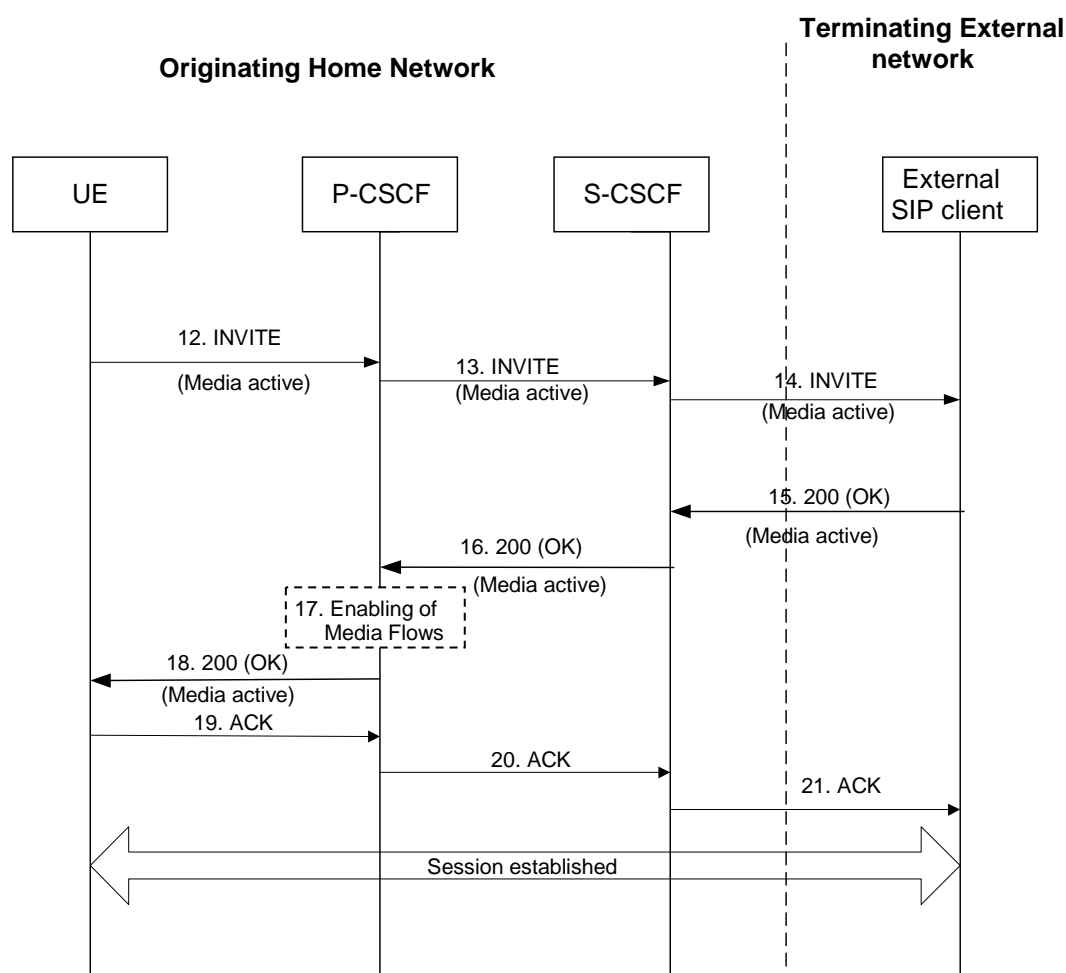 Terminating External
network
Originating Home Network
UE
P-CSCF
S-CSCF
External
SIP client
12. INVITE
(Media active)
13. INVITE
(Media active)
14. INVITE
(Media active)
15. 200 (OK)
(Media active)
16. 200 (OK)
(Media active)
17. Enabling of
Media Flows
18. 200 (OK)
(Media active)
19. ACK
20. ACK
21. ACK
Session established